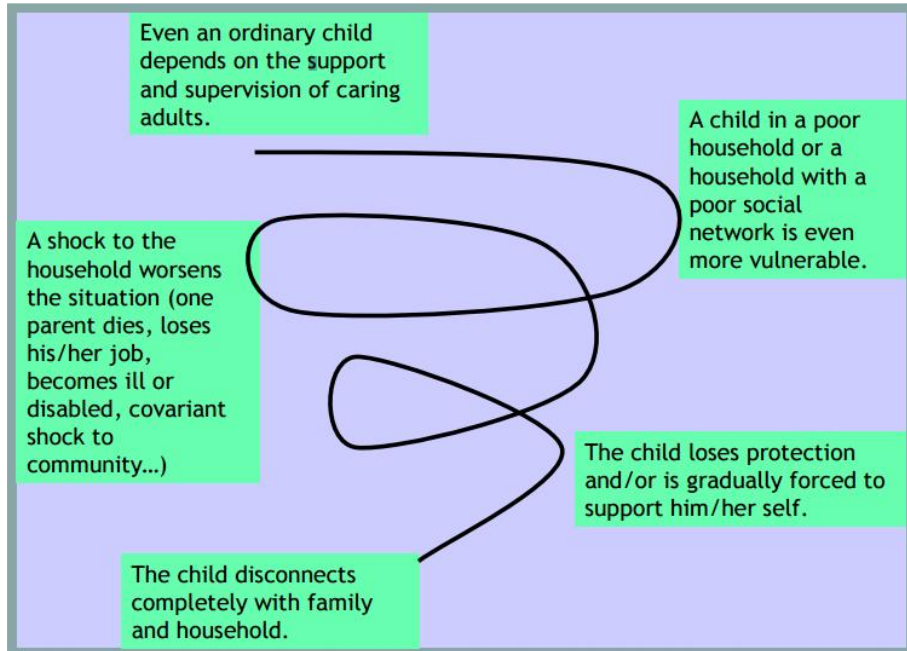 Even an ordinary child
depends on the support
and supervision of caring
adults.
A child in a poor
household or a
household with a
poor social
network is even
more vulnerable.
A shock to the
household worsens
the situation (one
parent dies, loses
his/her job,
becomes ill or
disabled, covariant
shock to
community…)
The child loses protection
and/or is gradually forced to
support him/her self.
The child disconnects
completely with family
and household.